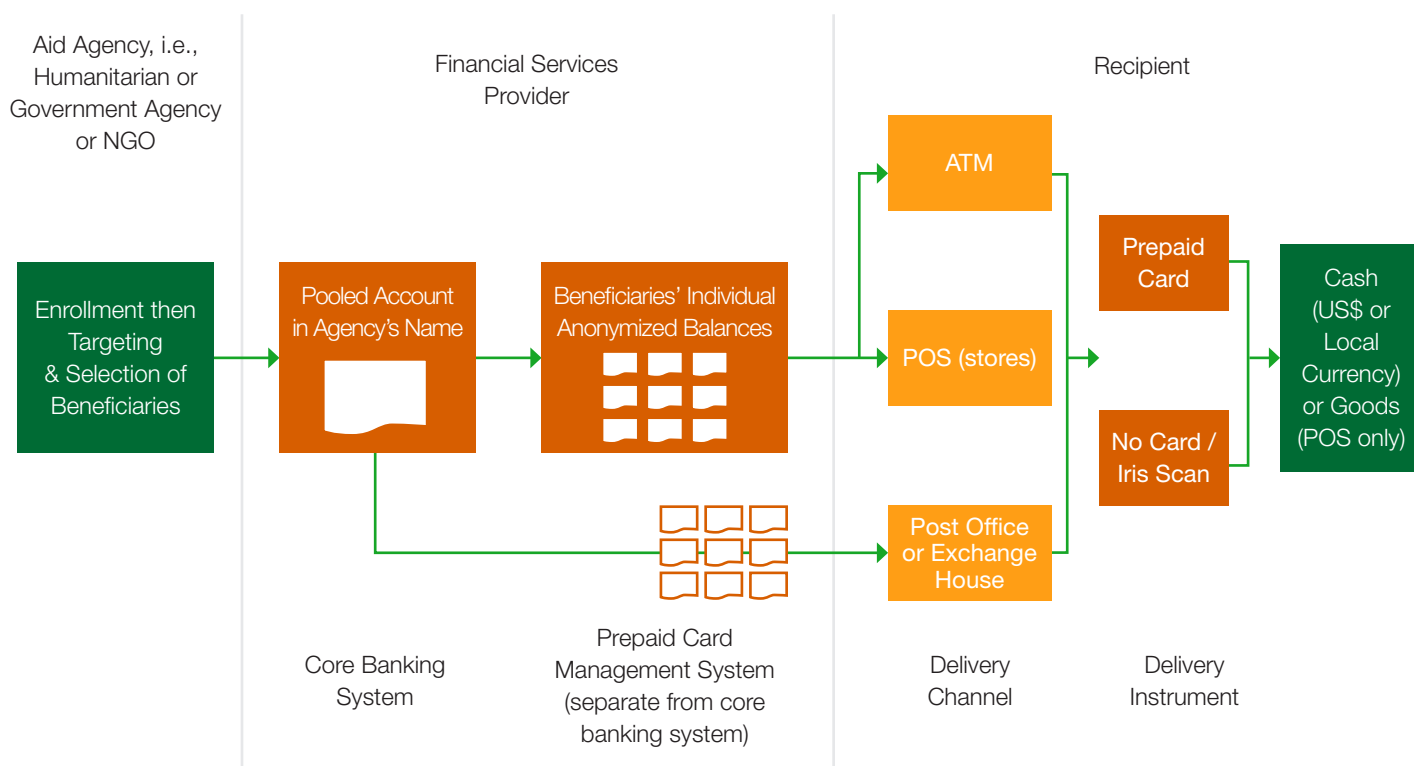 Aid Agency, i.e.,
Humanitarian or
Government Agency
or NGO
Financial Services
Provider
Recipient
Enrollment then
Targeting
& Selection of
Beneficiaries
Pooled Account
in Agency's Name
Beneficiaries' Individual
Anonymized Balances
ATM
POS (stores)
Post Office
or Exchange
House
Prepaid
Card
No Card /
Iris Scan
Cash
(US$ or
Local
Currency)
or Goods
(POS only)
Core Banking
System
Prepaid Card
Management System
(separate from core
banking system)
Delivery
Channel
Delivery
Instrument